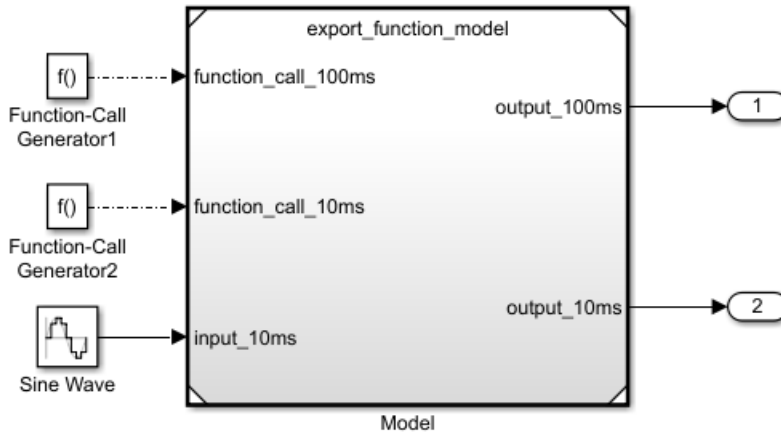 export_function_model
f()
function_call_100ms
Function-Call
Generator1
output_100ms
1
f()
function_call_10ms
Function-Call
Generator2
output_10ms
2
input_10ms
Sine Wave
Model